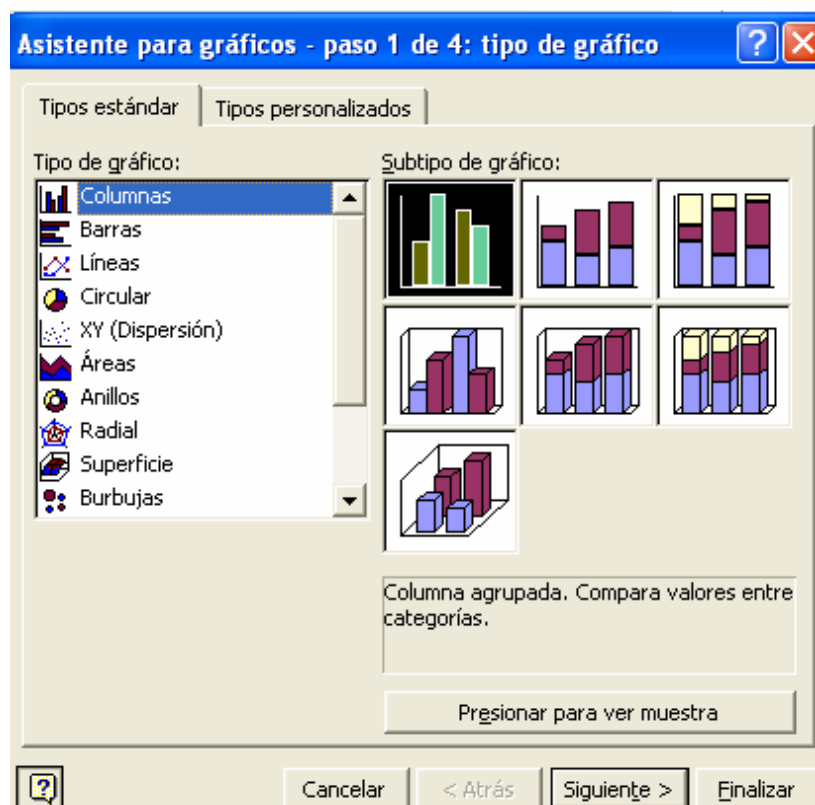 Asistente para gráficos - paso 1 de 4: tipo de gráfico
Tipos estándar
Tipos personalizados
Tipo de gráfico:
Columnas
Barras
Líneas
Circular
XY (Dispersión)
Áreas
Anillos
Radial
Superficie
Burbujas
Subtipo de gráfico:
Columna agrupada. Compara valores entre
categorías.
Presionar para ver muestra
Cancelar
< Atrás
Siguiente >
Finalizar